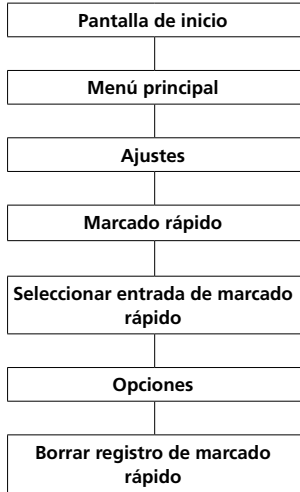 Pantalla de inicio
Menú principal
Ajustes
Marcado rápido
Seleccionar entrada de marcado
rápido
Opciones
Borrar registro de marcado
rápido